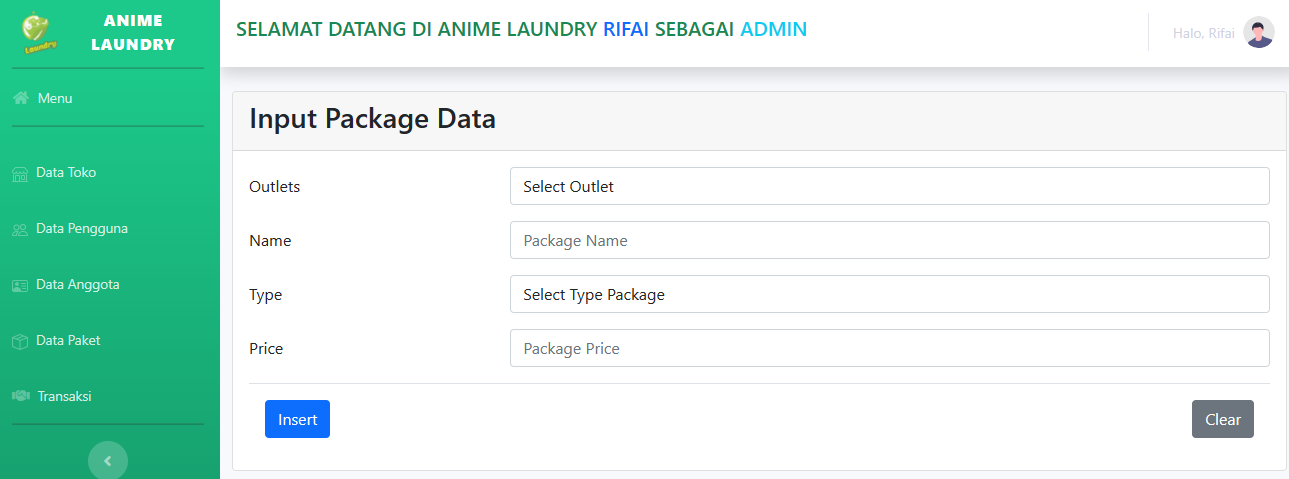 Laundry
ANIME
LAUNDRY
Menu
Data Toko
Data Pengguna
Data Anggota
Data Paket
Transaksi
SELAMAT DATANG DI ANIME LAUNDRY RIFAI SEBAGAI ADMIN
Halo, Rifai
Input Package Data
Outlets
Select Outlet
Name
Package Name
Type
Select Type Package
Price
Package Price
Insert
Clear